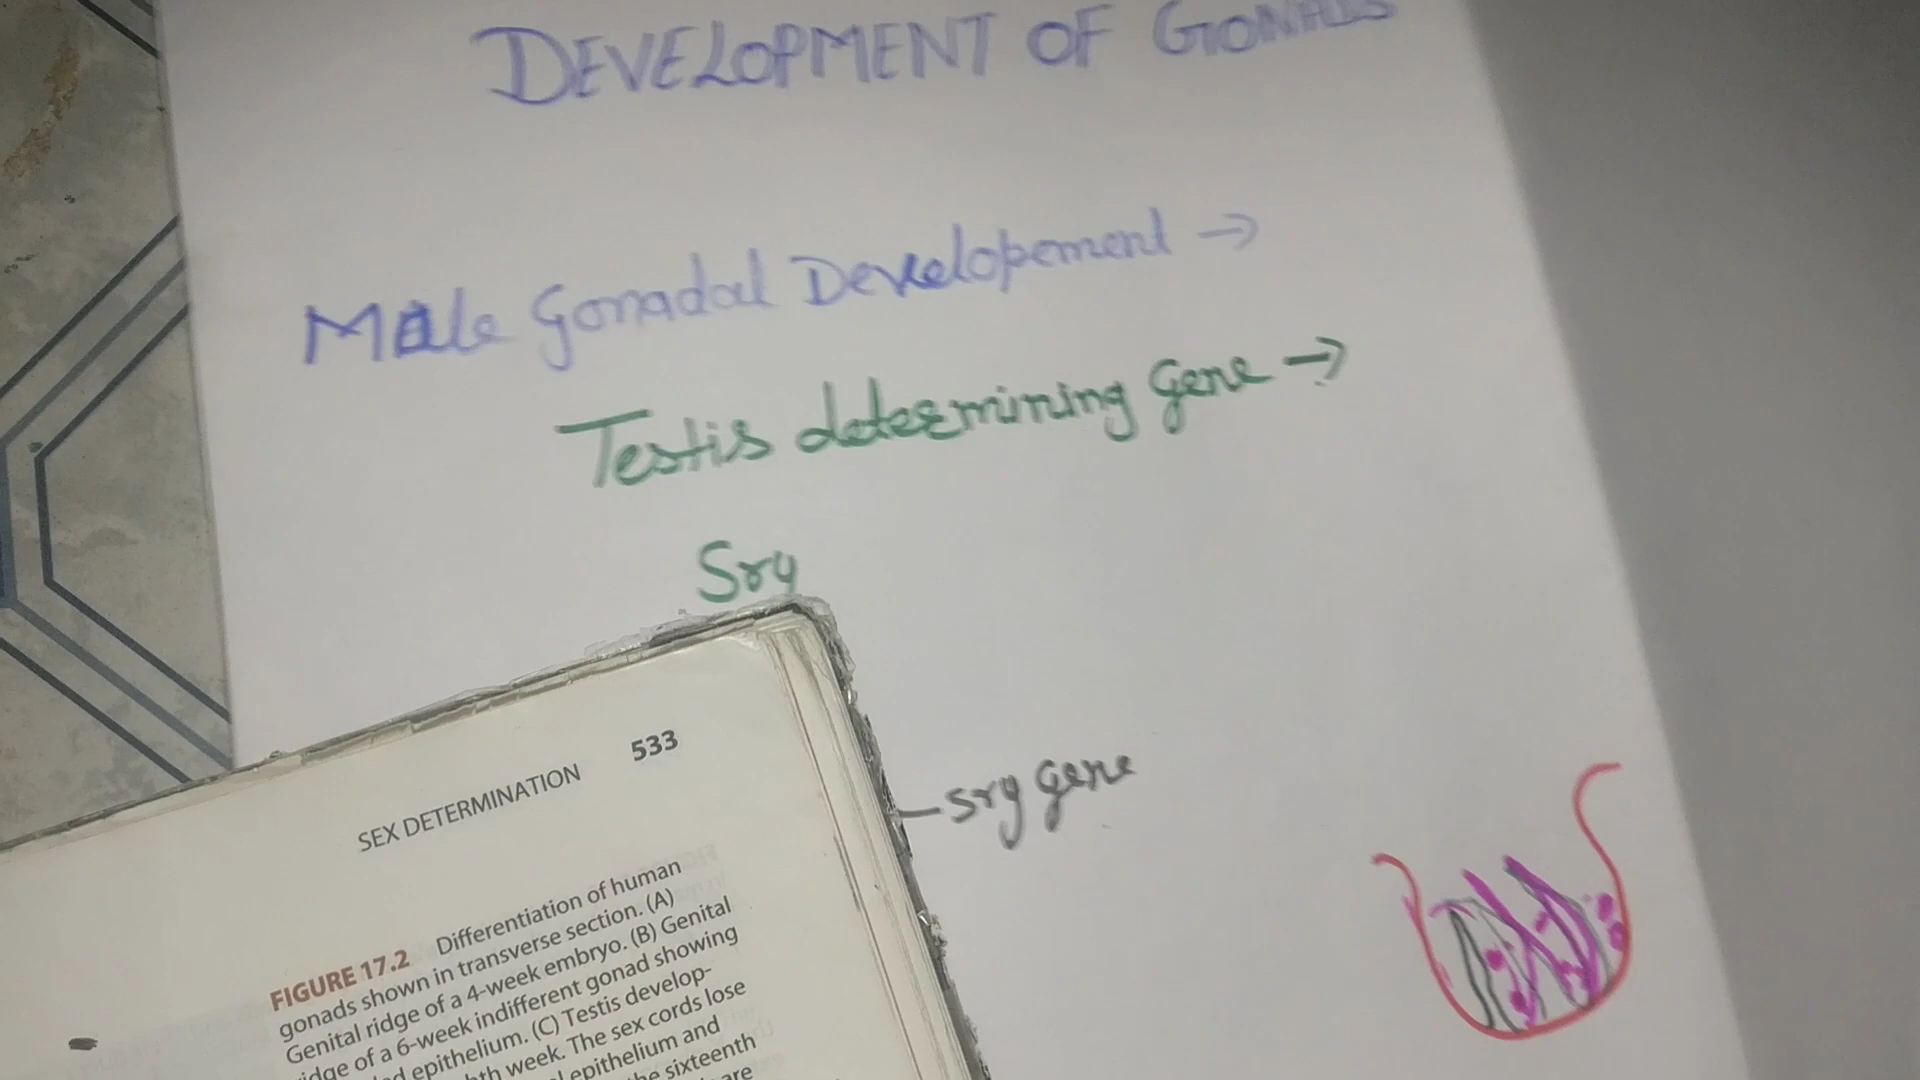 DEVELOPMENT OF GONADS
Male Gonadal Developement →
Testis determining gene →
Sry
sry gene
SEX DETERMINATION 533
FIGURE 17.2 Differentiation of human
gonads shown in transverse section. (A)
Genital ridge of a 4-week embryo. (B) Genital
ridge of a 6-week indifferent gonad showing
epithelium. (C) Testis develop-
week. The sex cords lose
epithelium and
the sixteenth
are